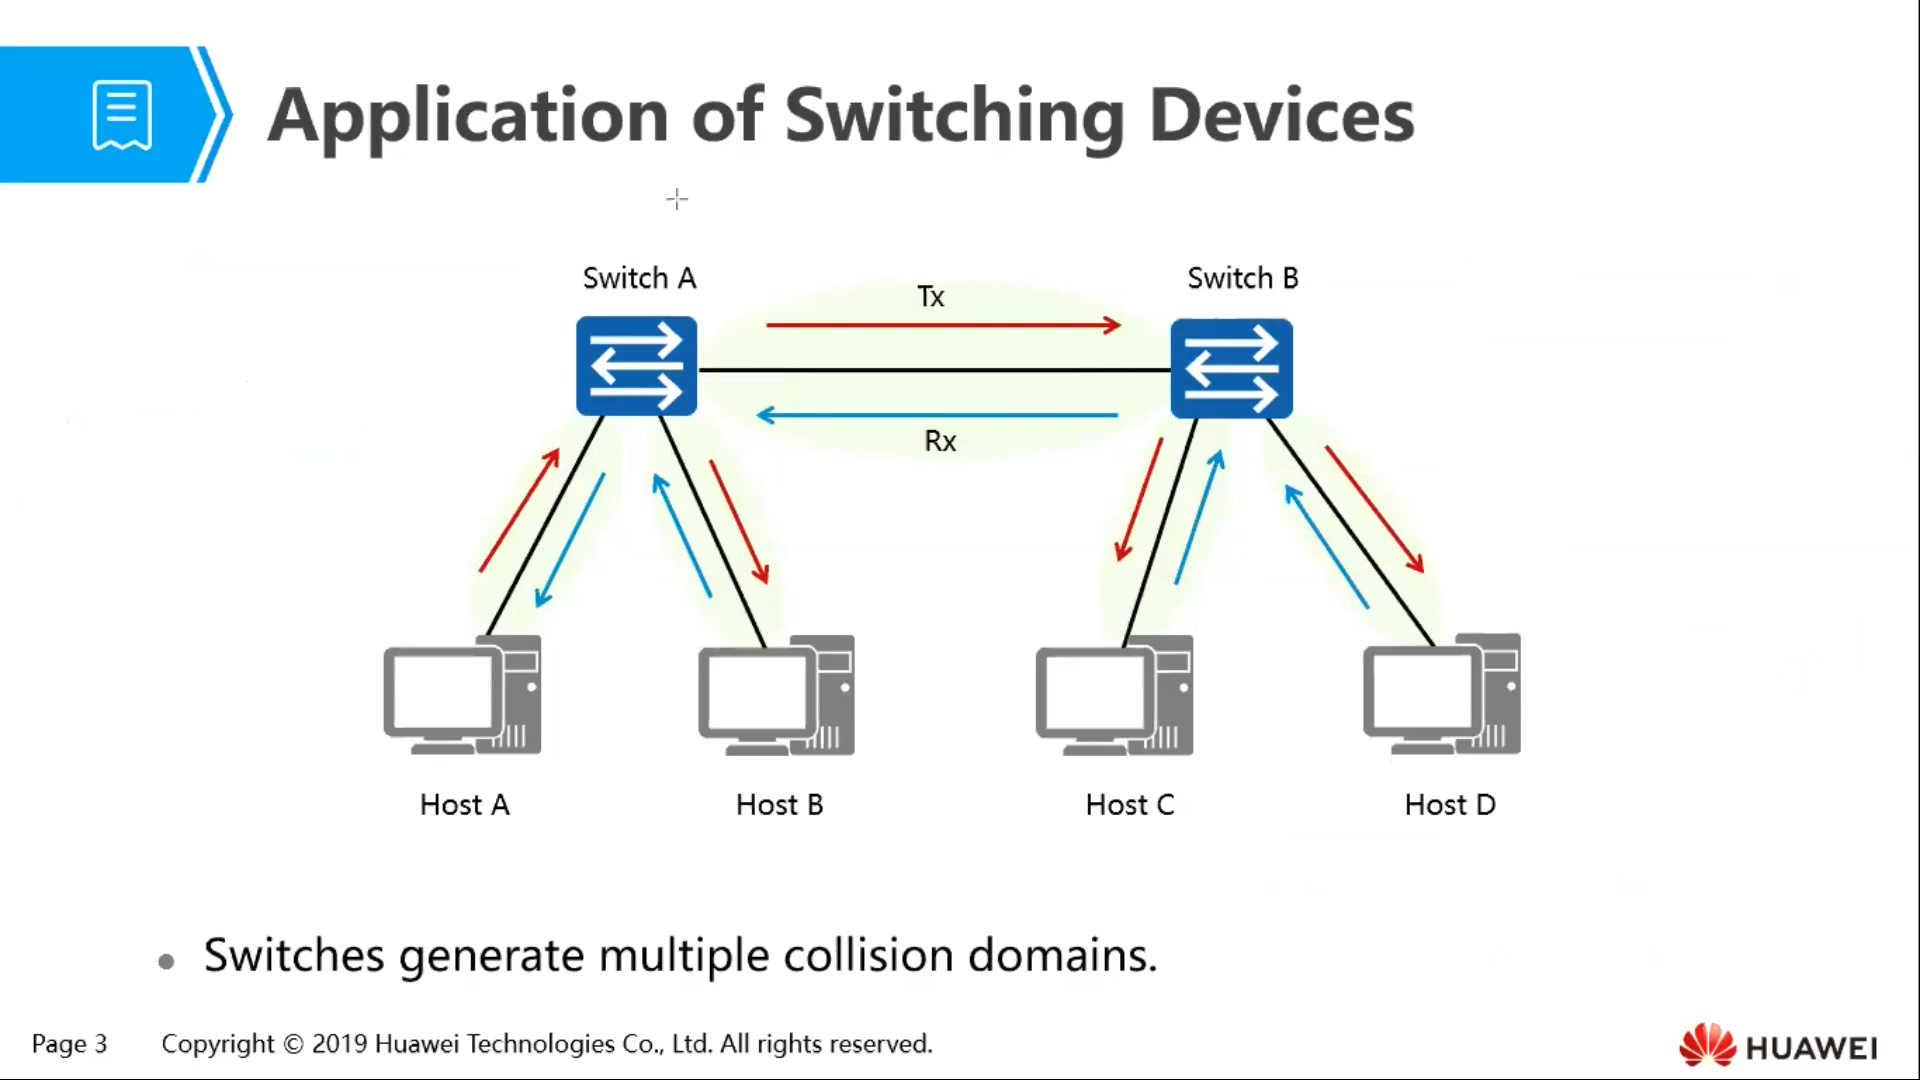 Application of Switching Devices
Switch A
Switch B
Tx
Rx
Host A
Host B
Host C
Host D
• Switches generate multiple collision domains.
Page 3
Copyright © 2019 Huawei Technologies Co., Ltd. All rights reserved.
HUAWEI